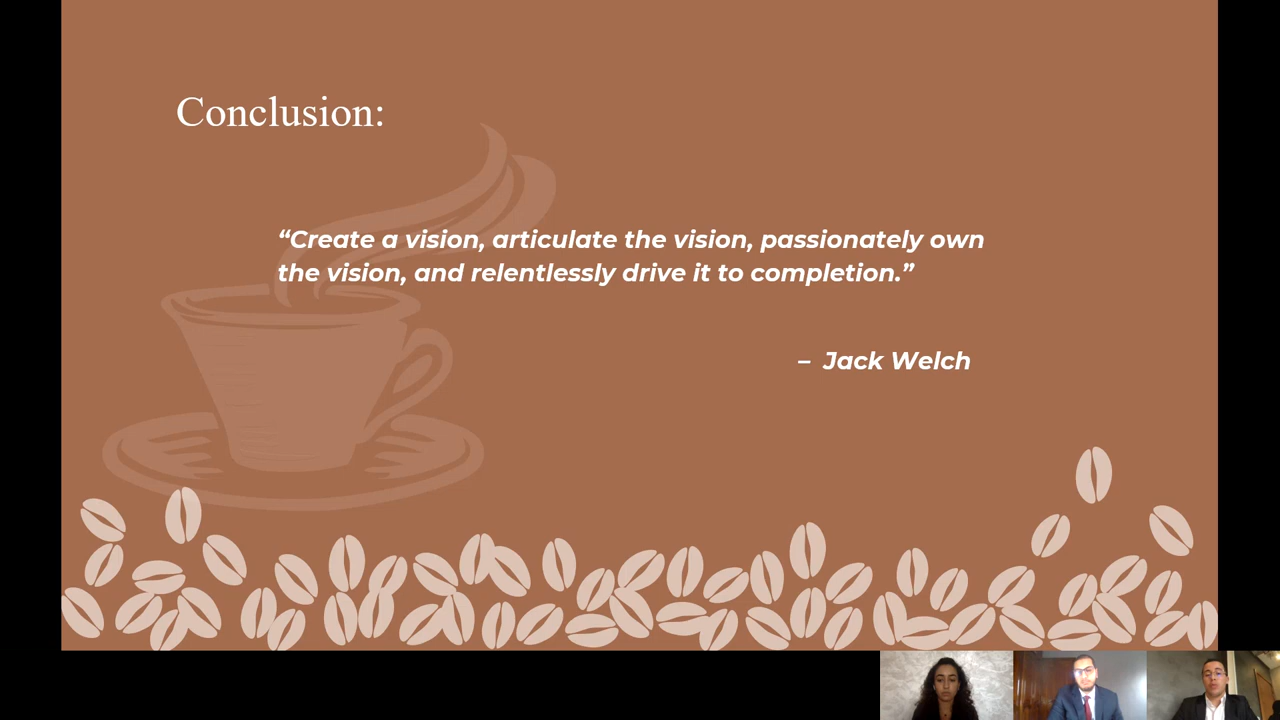 Conclusion:
“Create a vision, articulate the vision, passionately own
the vision, and relentlessly drive it to completion.”
– Jack Welch